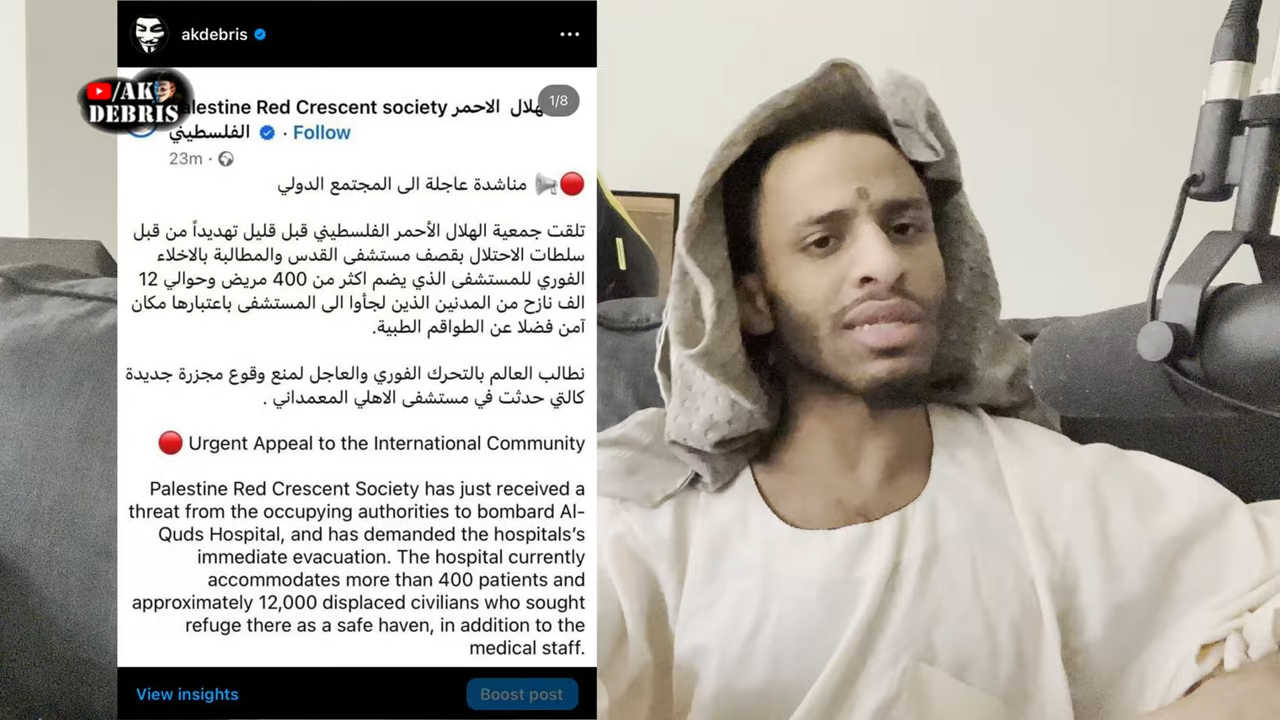 akdebris
/AK
DEBRIS
1/8
alestine Red Crescent society الهلال الاحمر
الفلسطيني · Follow
23m ·
مناشدة عاجلة الى المجتمع الدولي
تلقت جمعية الهلال الأحمر الفلسطيني قبل قليل تهديداً من قبل
سلطات الاحتلال بقصف مستشفى القدس والمطالبة بالاخلاء
الفوري للمستشفى الذي يضم اكثر من 400 مريض وحوالي 12
الف نازح من المدنين الذين لجأوا الى المستشفى باعتبارها مكان
آمن فضلا عن الطواقم الطبية.
نطالب العالم بالتحرك الفوري والعاجل لمنع وقوع مجزرة جديدة
كالتي حدثت في مستشفى الاهلي المعمداني .
Urgent Appeal to the International Community
Palestine Red Crescent Society has just received a
threat from the occupying authorities to bombard Al-
Quds Hospital, and has demanded the hospitals's
immediate evacuation. The hospital currently
accommodates more than 400 patients and
approximately 12,000 displaced civilians who sought
refuge there as a safe haven, in addition to the
medical staff.
View insights
Boost post